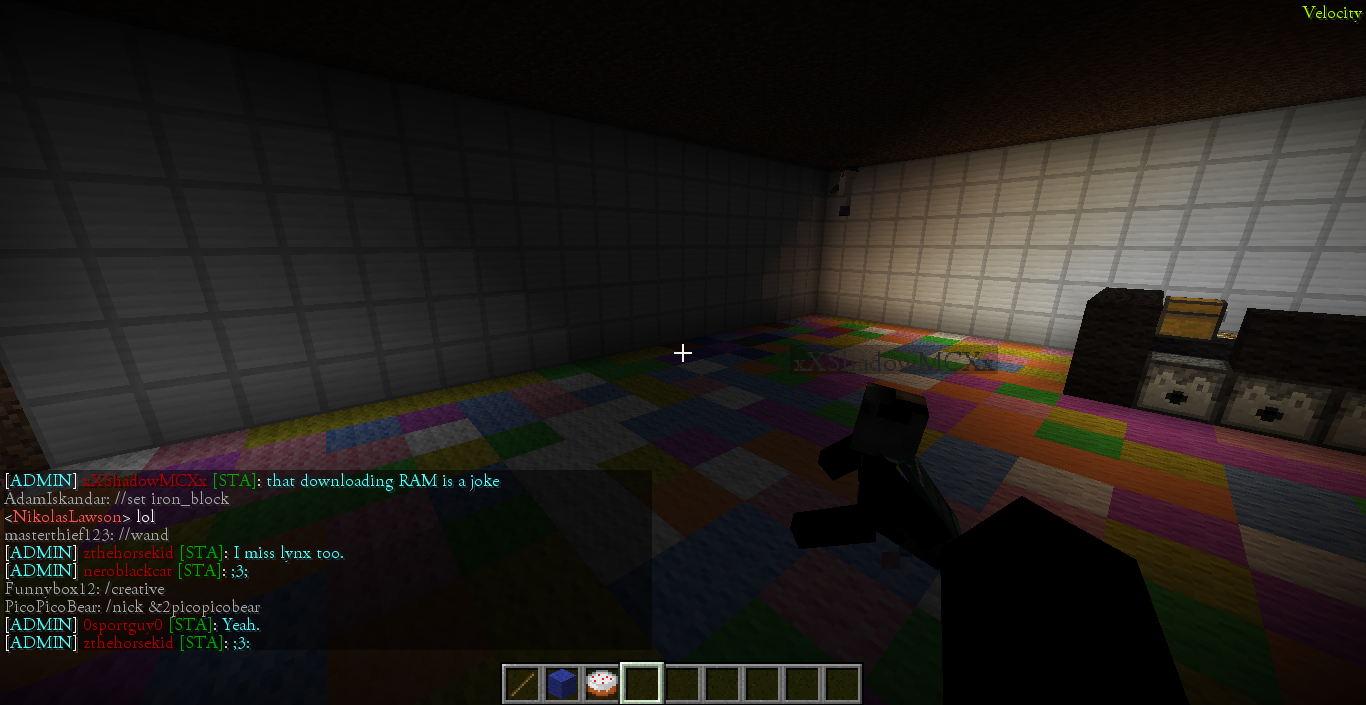 Velocity
xXShadowMCXx
[ADMIN] xXShadowMCXx [STA]: that downloading RAM is a joke
AdamIskandar: //set iron_block
<NikolasLawson> lol
masterthief123: //wand
[ADMIN] zthehorsekid [STA]: I miss lynx too.
[ADMIN] neroblackcat [STA]: ;3;
Funnybox12: /creative
PicoPicoBear: /nick &2picopicobear
[ADMIN] 0sportguy0 [STA]: Yeah.
[ADMIN] zthehorsekid [STA]: ;3: